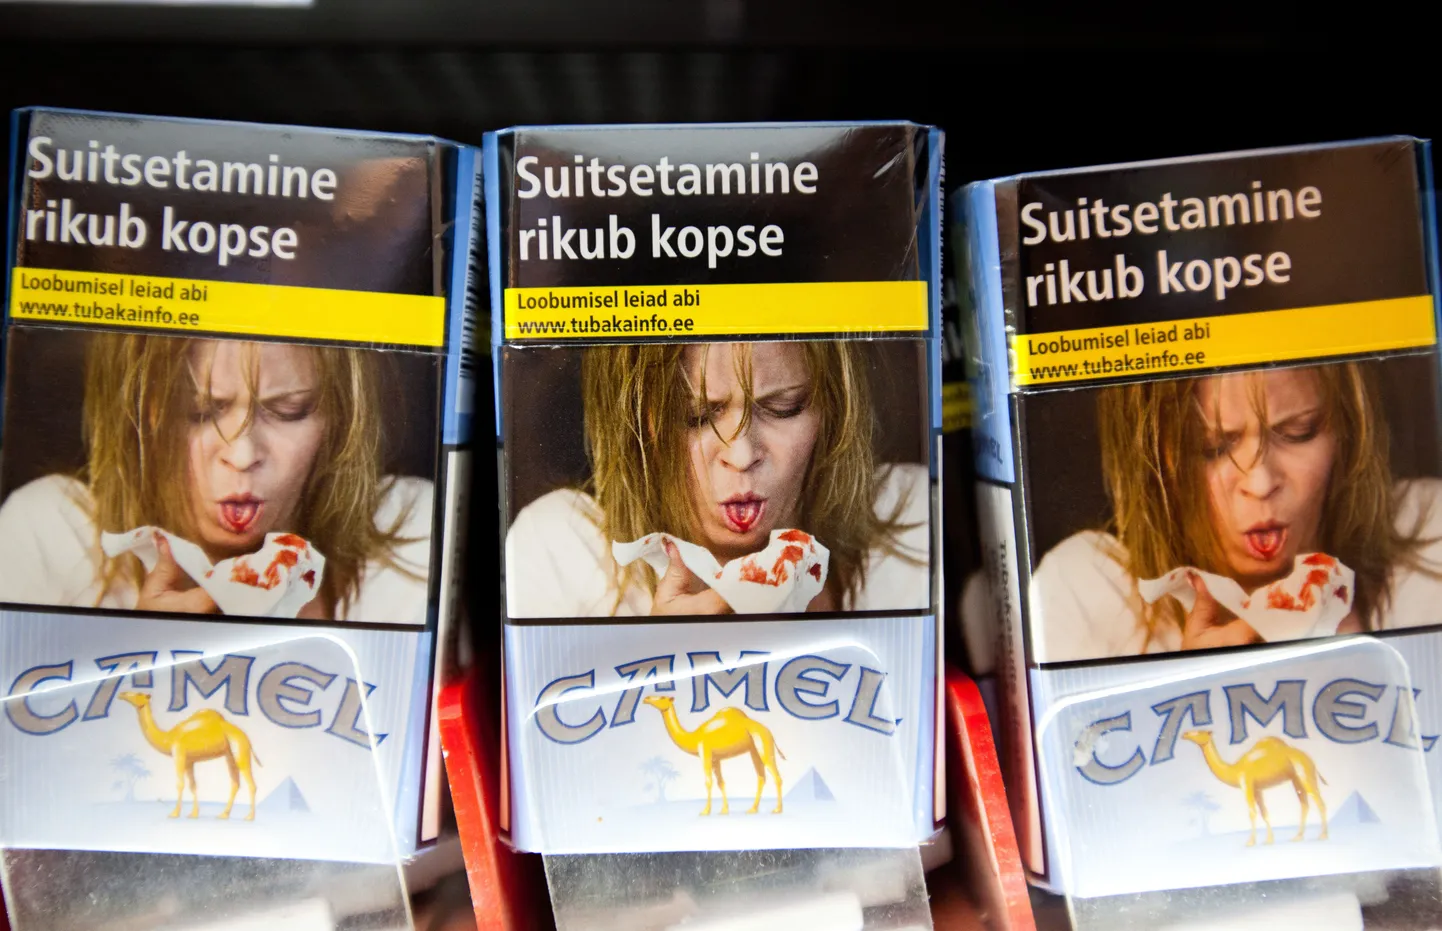 Suitsetamine
rikub kopse
Loobumisel leiad abi
www.tubakainfo.ee
CAMEL
Suitsetamine
rikub kopse
Loobumisel leiad abi
www.tubakainfo.ee
CAMEL
Suitsetamine
rikub kopse
Loobumisel leiad abi
www.tubakainfo.ee
CAMEL